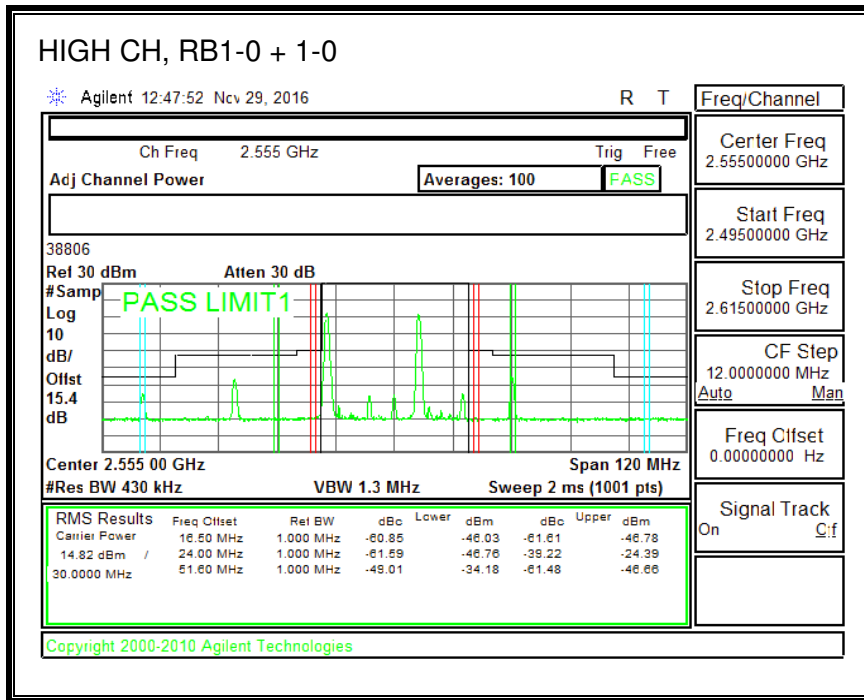 HIGH CH, RB1-0 + 1-0
Agilent 12:47:52 Nov 29, 2016 R T
Freq/Channel
Ch Freq 2.555 GHz Trig Free
Adj Channel Power Averages: 100 PASS
Center Freq
2.55500000 GHz
Start Freq
2.49500000 GHz
Stop Freq
2.61500000 GHz
CF Step
12.0000000 MHz
Auto Man
Freq Offset
0.00000000 Hz
Signal Track
On Off
38806
Ref 30 dBm Atten 30 dB
#Samp
Log
10
dB/
Offst
15.4
dB
PASS LIMIT1
Center 2.555 00 GHz Span 120 MHz
#Res BW 430 kHz VBW 1.3 MHz Sweep 2 ms (1001 pts)
RMS Results Freq Offset Ref BW dBc Lower dBm dBc Upper dBm
Carrier Power 16.50 MHz 1.000 MHz -60.85 -46.03 -61.61 -46.78
14.82 dBm / 24.00 MHz 1.000 MHz -61.59 -46.76 -39.22 -24.39
30.0000 MHz 51.60 MHz 1.000 MHz -49.01 -34.18 -61.48 -46.66
Copyright 2000-2010 Agilent Technologies